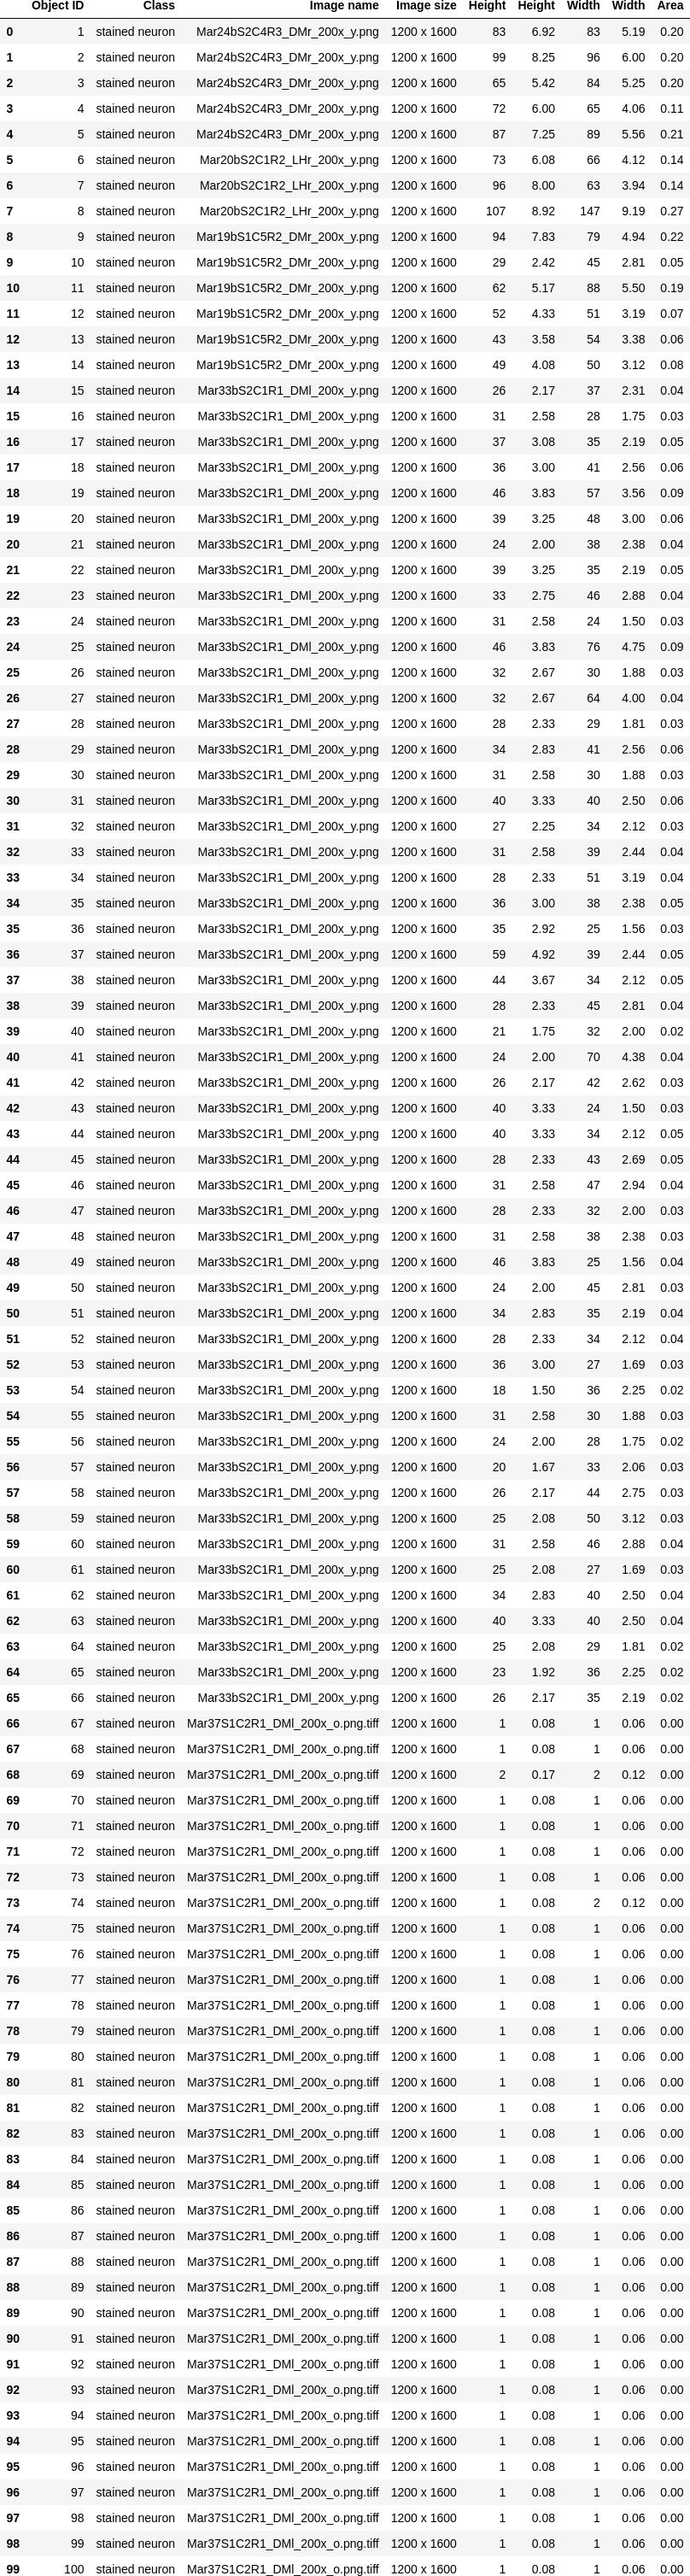 Object ID Class Image name Image size Height Height Width Width Area
0 1 stained neuron Mar24bS2C4R3_DMr_200x_y.png 1200 x 1600 83 6.92 83 5.19 0.20
1 2 stained neuron Mar24bS2C4R3_DMr_200x_y.png 1200 x 1600 99 8.25 96 6.00 0.20
2 3 stained neuron Mar24bS2C4R3_DMr_200x_y.png 1200 x 1600 65 5.42 84 5.25 0.20
3 4 stained neuron Mar24bS2C4R3_DMr_200x_y.png 1200 x 1600 72 6.00 65 4.06 0.11
4 5 stained neuron Mar24bS2C4R3_DMr_200x_y.png 1200 x 1600 87 7.25 89 5.56 0.21
5 6 stained neuron Mar20bS2C1R2_LHr_200x_y.png 1200 x 1600 73 6.08 66 4.12 0.14
6 7 stained neuron Mar20bS2C1R2_LHr_200x_y.png 1200 x 1600 96 8.00 63 3.94 0.14
7 8 stained neuron Mar20bS2C1R2_LHr_200x_y.png 1200 x 1600 107 8.92 147 9.19 0.27
8 9 stained neuron Mar19bS1C5R2_DMr_200x_y.png 1200 x 1600 94 7.83 79 4.94 0.22
9 10 stained neuron Mar19bS1C5R2_DMr_200x_y.png 1200 x 1600 29 2.42 45 2.81 0.05
10 11 stained neuron Mar19bS1C5R2_DMr_200x_y.png 1200 x 1600 62 5.17 88 5.50 0.19
11 12 stained neuron Mar19bS1C5R2_DMr_200x_y.png 1200 x 1600 52 4.33 51 3.19 0.07
12 13 stained neuron Mar19bS1C5R2_DMr_200x_y.png 1200 x 1600 43 3.58 54 3.38 0.06
13 14 stained neuron Mar19bS1C5R2_DMr_200x_y.png 1200 x 1600 49 4.08 50 3.12 0.08
14 15 stained neuron Mar33bS2C1R1_DMl_200x_y.png 1200 x 1600 26 2.17 37 2.31 0.04
15 16 stained neuron Mar33bS2C1R1_DMl_200x_y.png 1200 x 1600 31 2.58 28 1.75 0.03
16 17 stained neuron Mar33bS2C1R1_DMl_200x_y.png 1200 x 1600 37 3.08 35 2.19 0.05
17 18 stained neuron Mar33bS2C1R1_DMl_200x_y.png 1200 x 1600 36 3.00 41 2.56 0.06
18 19 stained neuron Mar33bS2C1R1_DMl_200x_y.png 1200 x 1600 46 3.83 57 3.56 0.09
19 20 stained neuron Mar33bS2C1R1_DMl_200x_y.png 1200 x 1600 39 3.25 48 3.00 0.06
20 21 stained neuron Mar33bS2C1R1_DMl_200x_y.png 1200 x 1600 24 2.00 38 2.38 0.04
21 22 stained neuron Mar33bS2C1R1_DMl_200x_y.png 1200 x 1600 39 3.25 35 2.19 0.05
22 23 stained neuron Mar33bS2C1R1_DMl_200x_y.png 1200 x 1600 33 2.75 46 2.88 0.04
23 24 stained neuron Mar33bS2C1R1_DMl_200x_y.png 1200 x 1600 31 2.58 24 1.50 0.03
24 25 stained neuron Mar33bS2C1R1_DMl_200x_y.png 1200 x 1600 46 3.83 76 4.75 0.09
25 26 stained neuron Mar33bS2C1R1_DMl_200x_y.png 1200 x 1600 32 2.67 30 1.88 0.03
26 27 stained neuron Mar33bS2C1R1_DMl_200x_y.png 1200 x 1600 32 2.67 64 4.00 0.04
27 28 stained neuron Mar33bS2C1R1_DMl_200x_y.png 1200 x 1600 28 2.33 29 1.81 0.03
28 29 stained neuron Mar33bS2C1R1_DMl_200x_y.png 1200 x 1600 34 2.83 41 2.56 0.06
29 30 stained neuron Mar33bS2C1R1_DMl_200x_y.png 1200 x 1600 31 2.58 30 1.88 0.03
30 31 stained neuron Mar33bS2C1R1_DMl_200x_y.png 1200 x 1600 40 3.33 40 2.50 0.06
31 32 stained neuron Mar33bS2C1R1_DMl_200x_y.png 1200 x 1600 27 2.25 34 2.12 0.03
32 33 stained neuron Mar33bS2C1R1_DMl_200x_y.png 1200 x 1600 31 2.58 39 2.44 0.04
33 34 stained neuron Mar33bS2C1R1_DMl_200x_y.png 1200 x 1600 28 2.33 51 3.19 0.04
34 35 stained neuron Mar33bS2C1R1_DMl_200x_y.png 1200 x 1600 36 3.00 38 2.38 0.05
35 36 stained neuron Mar33bS2C1R1_DMl_200x_y.png 1200 x 1600 35 2.92 25 1.56 0.03
36 37 stained neuron Mar33bS2C1R1_DMl_200x_y.png 1200 x 1600 59 4.92 39 2.44 0.05
37 38 stained neuron Mar33bS2C1R1_DMl_200x_y.png 1200 x 1600 44 3.67 34 2.12 0.05
38 39 stained neuron Mar33bS2C1R1_DMl_200x_y.png 1200 x 1600 28 2.33 45 2.81 0.04
39 40 stained neuron Mar33bS2C1R1_DMl_200x_y.png 1200 x 1600 21 1.75 32 2.00 0.02
40 41 stained neuron Mar33bS2C1R1_DMl_200x_y.png 1200 x 1600 24 2.00 70 4.38 0.04
41 42 stained neuron Mar33bS2C1R1_DMl_200x_y.png 1200 x 1600 26 2.17 42 2.62 0.03
42 43 stained neuron Mar33bS2C1R1_DMl_200x_y.png 1200 x 1600 40 3.33 24 1.50 0.03
43 44 stained neuron Mar33bS2C1R1_DMl_200x_y.png 1200 x 1600 40 3.33 34 2.12 0.05
44 45 stained neuron Mar33bS2C1R1_DMl_200x_y.png 1200 x 1600 28 2.33 43 2.69 0.05
45 46 stained neuron Mar33bS2C1R1_DMl_200x_y.png 1200 x 1600 31 2.58 47 2.94 0.04
46 47 stained neuron Mar33bS2C1R1_DMl_200x_y.png 1200 x 1600 28 2.33 32 2.00 0.03
47 48 stained neuron Mar33bS2C1R1_DMl_200x_y.png 1200 x 1600 31 2.58 38 2.38 0.03
48 49 stained neuron Mar33bS2C1R1_DMl_200x_y.png 1200 x 1600 46 3.83 25 1.56 0.04
49 50 stained neuron Mar33bS2C1R1_DMl_200x_y.png 1200 x 1600 24 2.00 45 2.81 0.03
50 51 stained neuron Mar33bS2C1R1_DMl_200x_y.png 1200 x 1600 34 2.83 35 2.19 0.04
51 52 stained neuron Mar33bS2C1R1_DMl_200x_y.png 1200 x 1600 28 2.33 34 2.12 0.04
52 53 stained neuron Mar33bS2C1R1_DMl_200x_y.png 1200 x 1600 36 3.00 27 1.69 0.03
53 54 stained neuron Mar33bS2C1R1_DMl_200x_y.png 1200 x 1600 18 1.50 36 2.25 0.02
54 55 stained neuron Mar33bS2C1R1_DMl_200x_y.png 1200 x 1600 31 2.58 30 1.88 0.03
55 56 stained neuron Mar33bS2C1R1_DMl_200x_y.png 1200 x 1600 24 2.00 28 1.75 0.02
56 57 stained neuron Mar33bS2C1R1_DMl_200x_y.png 1200 x 1600 20 1.67 33 2.06 0.03
57 58 stained neuron Mar33bS2C1R1_DMl_200x_y.png 1200 x 1600 26 2.17 44 2.75 0.03
58 59 stained neuron Mar33bS2C1R1_DMl_200x_y.png 1200 x 1600 25 2.08 50 3.12 0.03
59 60 stained neuron Mar33bS2C1R1_DMl_200x_y.png 1200 x 1600 31 2.58 46 2.88 0.04
60 61 stained neuron Mar33bS2C1R1_DMl_200x_y.png 1200 x 1600 25 2.08 27 1.69 0.03
61 62 stained neuron Mar33bS2C1R1_DMl_200x_y.png 1200 x 1600 34 2.83 40 2.50 0.04
62 63 stained neuron Mar33bS2C1R1_DMl_200x_y.png 1200 x 1600 40 3.33 40 2.50 0.04
63 64 stained neuron Mar33bS2C1R1_DMl_200x_y.png 1200 x 1600 25 2.08 29 1.81 0.02
64 65 stained neuron Mar33bS2C1R1_DMl_200x_y.png 1200 x 1600 23 1.92 36 2.25 0.02
65 66 stained neuron Mar33bS2C1R1_DMl_200x_y.png 1200 x 1600 26 2.17 35 2.19 0.02
66 67 stained neuron Mar37S1C2R1_DMl_200x_o.png.tiff 1200 x 1600 1 0.08 1 0.06 0.00
67 68 stained neuron Mar37S1C2R1_DMl_200x_o.png.tiff 1200 x 1600 1 0.08 1 0.06 0.00
68 69 stained neuron Mar37S1C2R1_DMl_200x_o.png.tiff 1200 x 1600 2 0.17 2 0.12 0.00
69 70 stained neuron Mar37S1C2R1_DMl_200x_o.png.tiff 1200 x 1600 1 0.08 1 0.06 0.00
70 71 stained neuron Mar37S1C2R1_DMl_200x_o.png.tiff 1200 x 1600 1 0.08 1 0.06 0.00
71 72 stained neuron Mar37S1C2R1_DMl_200x_o.png.tiff 1200 x 1600 1 0.08 1 0.06 0.00
72 73 stained neuron Mar37S1C2R1_DMl_200x_o.png.tiff 1200 x 1600 1 0.08 1 0.06 0.00
73 74 stained neuron Mar37S1C2R1_DMl_200x_o.png.tiff 1200 x 1600 1 0.08 2 0.12 0.00
74 75 stained neuron Mar37S1C2R1_DMl_200x_o.png.tiff 1200 x 1600 1 0.08 1 0.06 0.00
75 76 stained neuron Mar37S1C2R1_DMl_200x_o.png.tiff 1200 x 1600 1 0.08 1 0.06 0.00
76 77 stained neuron Mar37S1C2R1_DMl_200x_o.png.tiff 1200 x 1600 1 0.08 1 0.06 0.00
77 78 stained neuron Mar37S1C2R1_DMl_200x_o.png.tiff 1200 x 1600 1 0.08 1 0.06 0.00
78 79 stained neuron Mar37S1C2R1_DMl_200x_o.png.tiff 1200 x 1600 1 0.08 1 0.06 0.00
79 80 stained neuron Mar37S1C2R1_DMl_200x_o.png.tiff 1200 x 1600 1 0.08 1 0.06 0.00
80 81 stained neuron Mar37S1C2R1_DMl_200x_o.png.tiff 1200 x 1600 1 0.08 1 0.06 0.00
81 82 stained neuron Mar37S1C2R1_DMl_200x_o.png.tiff 1200 x 1600 1 0.08 1 0.06 0.00
82 83 stained neuron Mar37S1C2R1_DMl_200x_o.png.tiff 1200 x 1600 1 0.08 1 0.06 0.00
83 84 stained neuron Mar37S1C2R1_DMl_200x_o.png.tiff 1200 x 1600 1 0.08 1 0.06 0.00
84 85 stained neuron Mar37S1C2R1_DMl_200x_o.png.tiff 1200 x 1600 1 0.08 1 0.06 0.00
85 86 stained neuron Mar37S1C2R1_DMl_200x_o.png.tiff 1200 x 1600 1 0.08 1 0.06 0.00
86 87 stained neuron Mar37S1C2R1_DMl_200x_o.png.tiff 1200 x 1600 1 0.08 1 0.06 0.00
87 88 stained neuron Mar37S1C2R1_DMl_200x_o.png.tiff 1200 x 1600 1 0.08 1 0.06 0.00
88 89 stained neuron Mar37S1C2R1_DMl_200x_o.png.tiff 1200 x 1600 1 0.08 1 0.06 0.00
89 90 stained neuron Mar37S1C2R1_DMl_200x_o.png.tiff 1200 x 1600 1 0.08 1 0.06 0.00
90 91 stained neuron Mar37S1C2R1_DMl_200x_o.png.tiff 1200 x 1600 1 0.08 1 0.06 0.00
91 92 stained neuron Mar37S1C2R1_DMl_200x_o.png.tiff 1200 x 1600 1 0.08 1 0.06 0.00
92 93 stained neuron Mar37S1C2R1_DMl_200x_o.png.tiff 1200 x 1600 1 0.08 1 0.06 0.00
93 94 stained neuron Mar37S1C2R1_DMl_200x_o.png.tiff 1200 x 1600 1 0.08 1 0.06 0.00
94 95 stained neuron Mar37S1C2R1_DMl_200x_o.png.tiff 1200 x 1600 1 0.08 1 0.06 0.00
95 96 stained neuron Mar37S1C2R1_DMl_200x_o.png.tiff 1200 x 1600 1 0.08 1 0.06 0.00
96 97 stained neuron Mar37S1C2R1_DMl_200x_o.png.tiff 1200 x 1600 1 0.08 1 0.06 0.00
97 98 stained neuron Mar37S1C2R1_DMl_200x_o.png.tiff 1200 x 1600 1 0.08 1 0.06 0.00
98 99 stained neuron Mar37S1C2R1_DMl_200x_o.png.tiff 1200 x 1600 1 0.08 1 0.06 0.00
99 100 stained neuron Mar37S1C2R1_DMl_200x_o.png.tiff 1200 x 1600 1 0.08 1 0.06 0.00